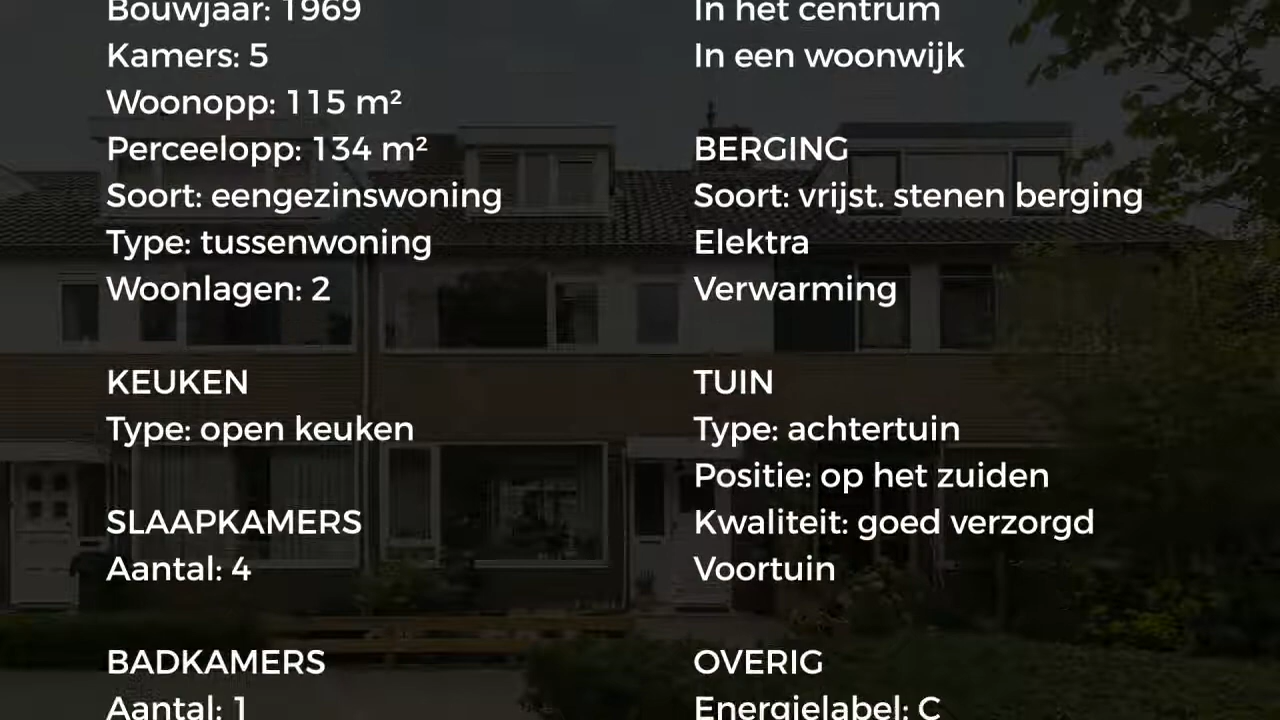 Bouwjaar: 1969
Kamers: 5
Woonopp: 115 m²
Perceelopp: 134 m²
Soort: eengezinswoning
Type: tussenwoning
Woonlagen: 2
KEUKEN
Type: open keuken
SLAAPKAMERS
Aantal: 4
BADKAMERS
Aantal: 1
In het centrum
In een woonwijk
BERGING
Soort: vrijst. stenen berging
Elektra
Verwarming
TUIN
Type: achtertuin
Positie: op het zuiden
Kwaliteit: goed verzorgd
Voortuin
OVERIG
Energielabel: C